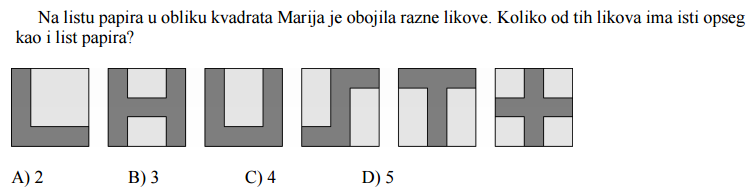 Na listu papira u obliku kvadrata Marija je obojila razne likove. Koliko od tih likova ima isti opseg
kao i list papira?
A) 2 B) 3 C) 4 D) 5